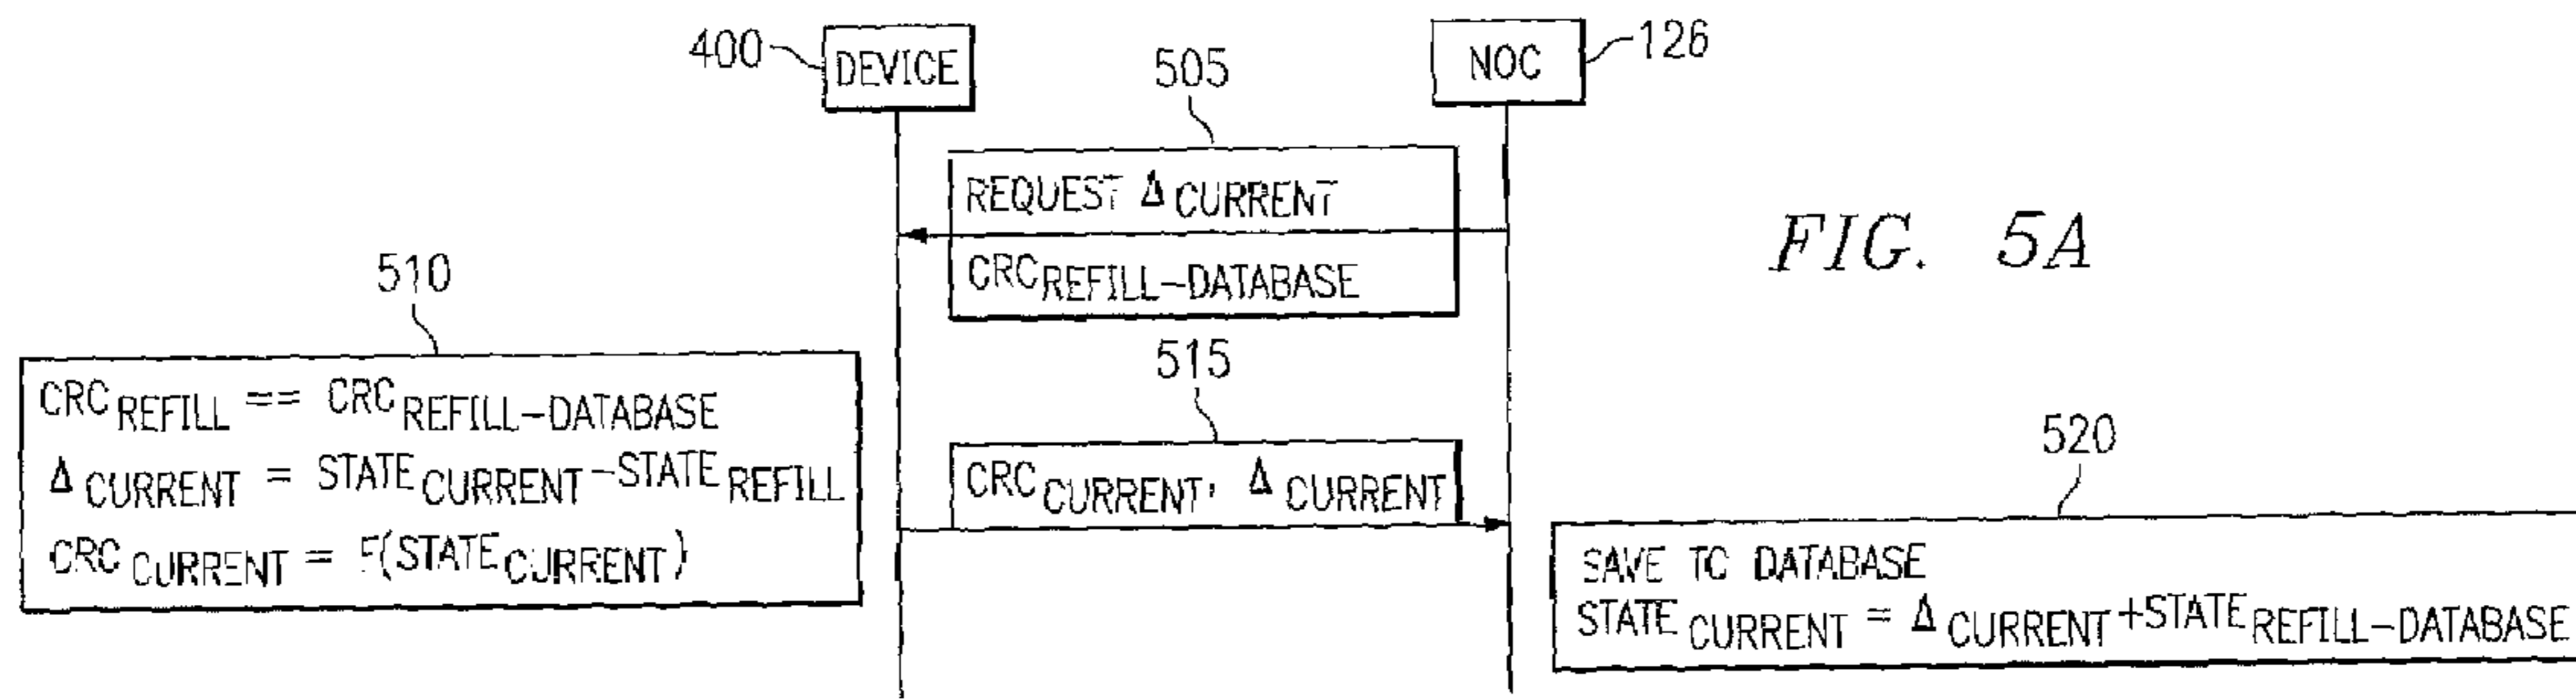 400
DEVICE
505
NOC
126
REQUEST Δ CURRENT
CRC REFILL-DATABASE
FIG. 5A
510
CRC REFILL == CRC REFILL-DATABASE
Δ CURRENT = STATE CURRENT - STATE REFILL
CRC CURRENT = F(STATE CURRENT)
515
CRC CURRENT, Δ CURRENT
520
SAVE TO DATABASE
STATE CURRENT = Δ CURRENT + STATE REFILL-DATABASE